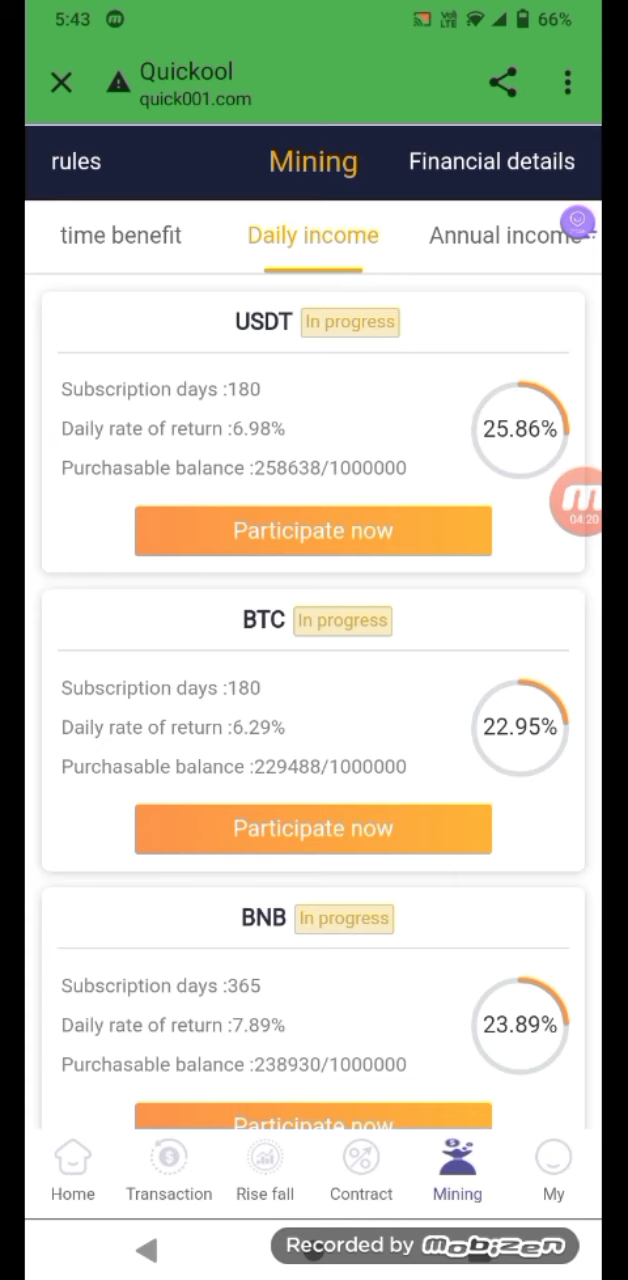 5:43 66%
Quickool
quick001.com
rules Mining Financial details
time benefit Daily income Annual income
USDT In progress
Subscription days :180
Daily rate of return :6.98%
25.86%
Purchasable balance :258638/1000000
04:20
Participate now
BTC In progress
Subscription days :180
Daily rate of return :6.29%
22.95%
Purchasable balance :229488/1000000
Participate now
BNB In progress
Subscription days :365
Daily rate of return :7.89%
23.89%
Purchasable balance :238930/1000000
Participate now
Home Transaction Rise fall Contract Mining My
Recorded by mobizen